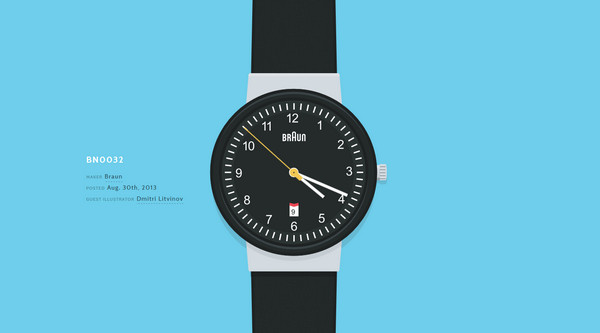 BN0032
MAKER Braun
POSTED Aug. 30th, 2013
GUEST ILLUSTRATOR Dmitri Litvinov
BRAUN
12
1
2
3
4
5
6
7
8
9
10
11
9